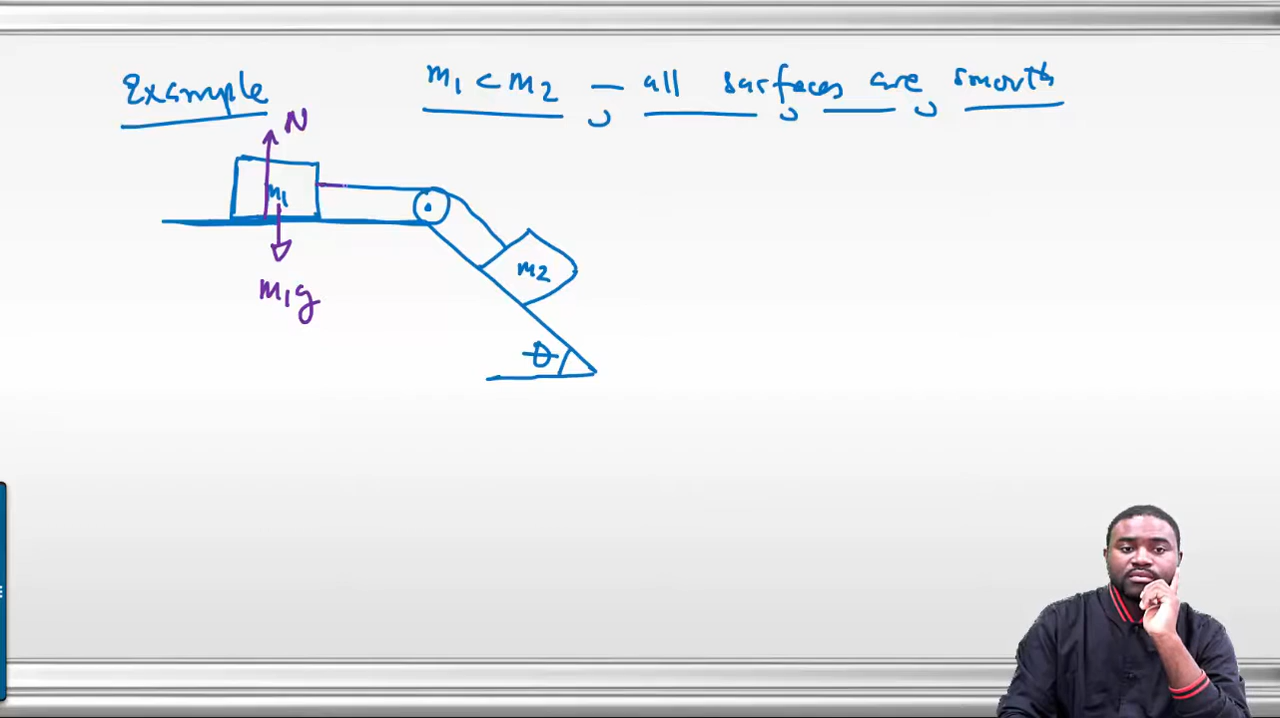 Example
m1 < m2 – all surfaces are smooth
N
m1
m1g
m2
θ